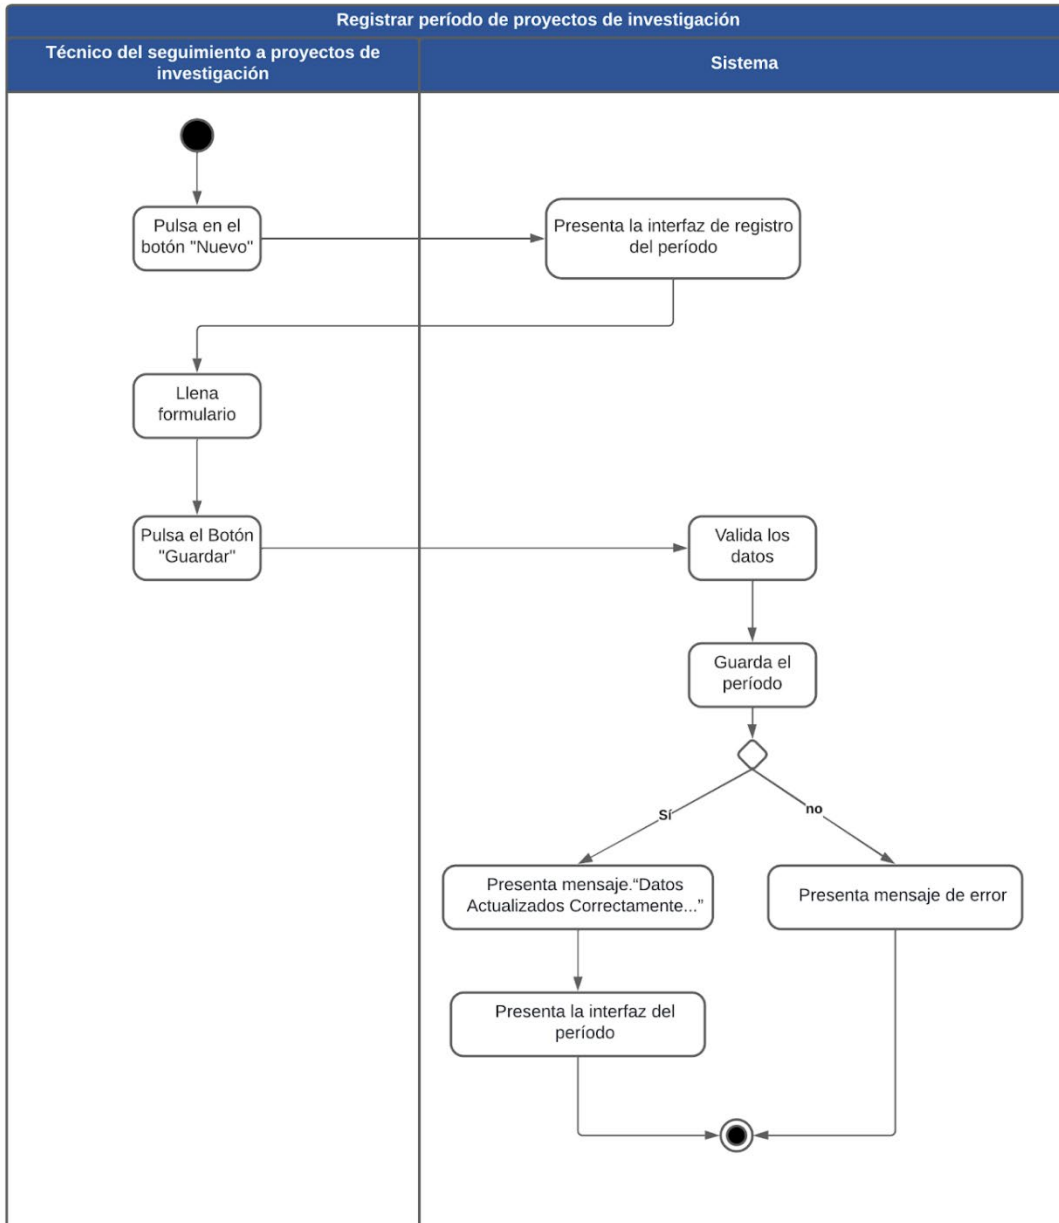 Registrar período de proyectos de investigación
Técnico del seguimiento a proyectos de
investigación
Sistema
Pulsa en el
botón "Nuevo"
Presenta la interfaz de registro
del período
Llena
formulario
Pulsa el Botón
"Guardar"
Valida los
datos
Guarda el
período
Sí
no
Presenta mensaje.“Datos
Actualizados Correctamente...”
Presenta mensaje de error
Presenta la interfaz del
período